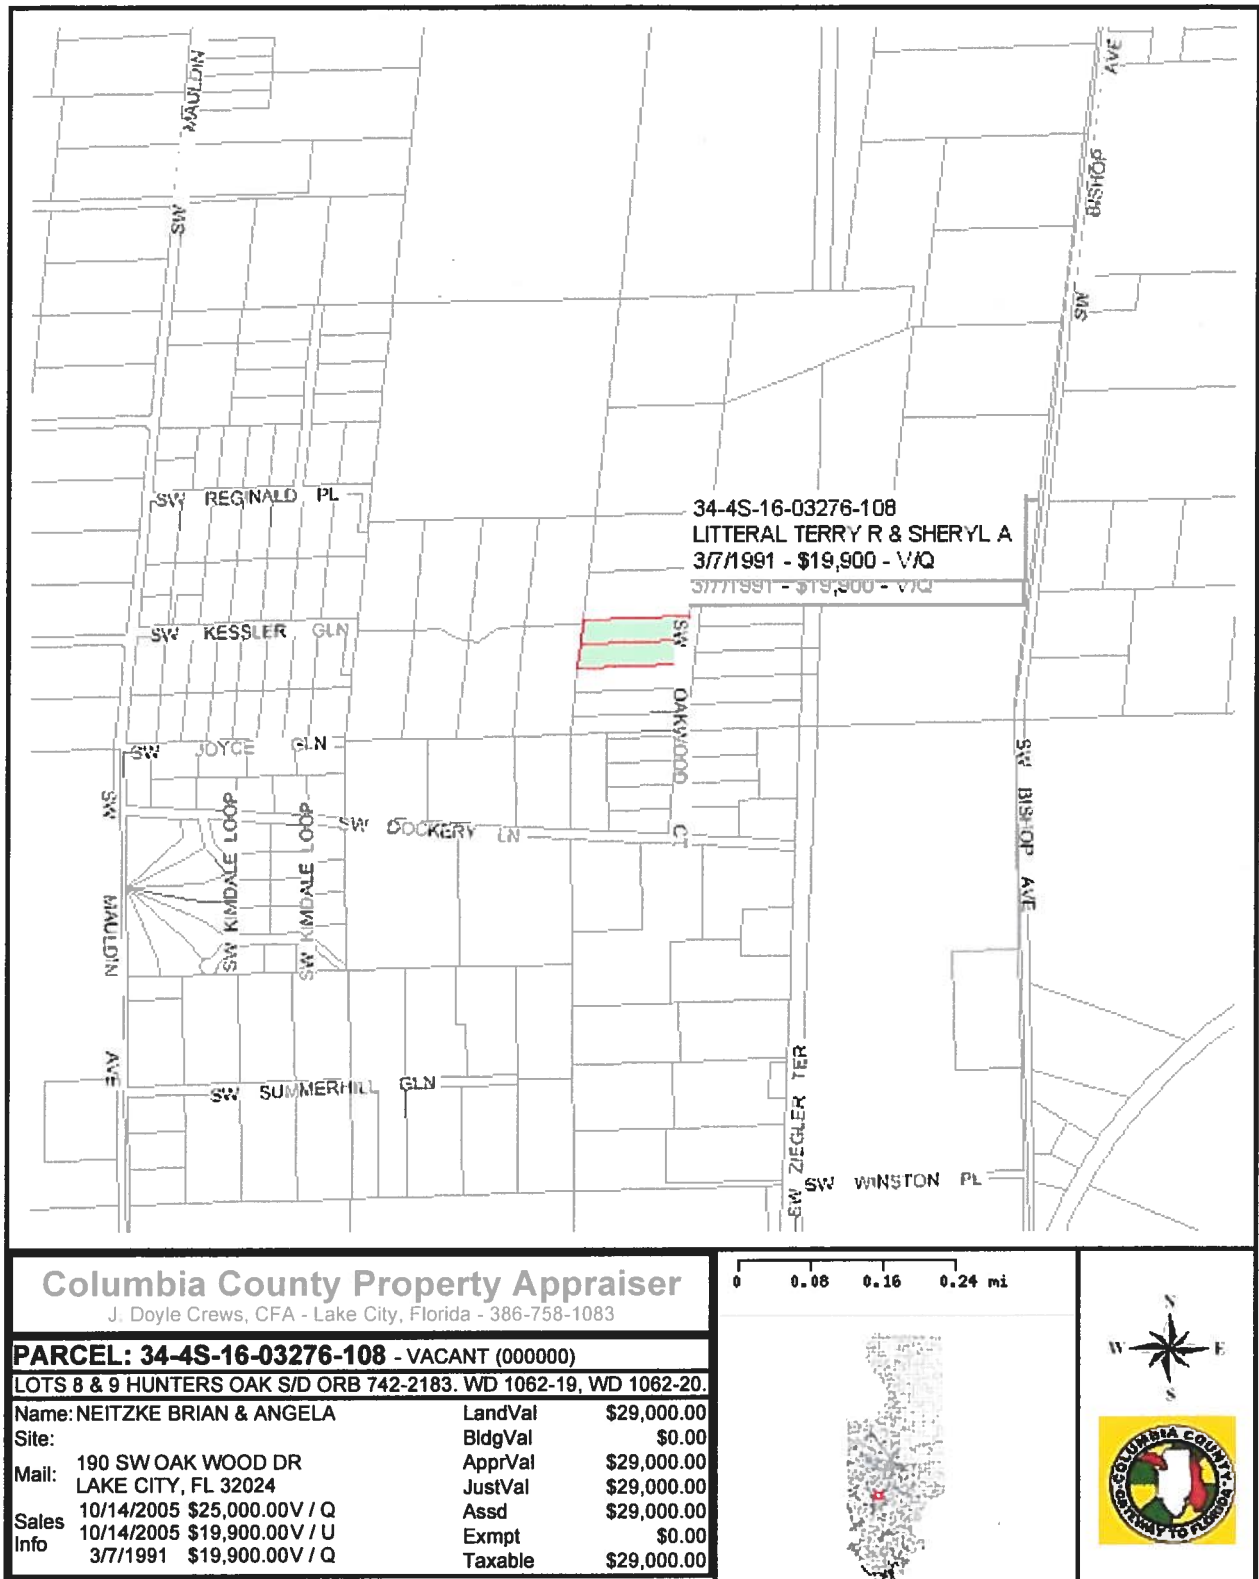 MAULDIN
SW
AVE
BISHOP
SW
SW REGINALD PL
34-4S-16-03276-108
LITTERAL TERRY R & SHERYL A
3/7/1991 - $19,900 - V/Q
3/7/1991 - $19,900 - V/Q
SW KESSLER GLN
SW OAKWOOD CT
SW JOYCE GLN
SW MAULDIN AVE
SW KIMDALE LOOP
SW KIMDALE LOOP
SW DOCKERY LN
SW BISHOP AVE
SW SUMMERHILL GLN
SW ZIEGLER TER
SW WINSTON PL
Columbia County Property Appraiser
J. Doyle Crews, CFA - Lake City, Florida - 386-758-1083
PARCEL: 34-4S-16-03276-108 - VACANT (000000)
LOTS 8 & 9 HUNTERS OAK S/D ORB 742-2183. WD 1062-19, WD 1062-20.
Name: NEITZKE BRIAN & ANGELA LandVal $29,000.00
Site: BldgVal $0.00
Mail: 190 SW OAK WOOD DR ApprVal $29,000.00
LAKE CITY, FL 32024 JustVal $29,000.00
Sales Info 10/14/2005 $25,000.00V / Q Assd $29,000.00
10/14/2005 $19,900.00V / U Exmpt $0.00
3/7/1991 $19,900.00V / Q Taxable $29,000.00
0 0.08 0.16 0.24 mi
N
W E
S
COLUMBIA COUNTY
GATEWAY TO FLORIDA